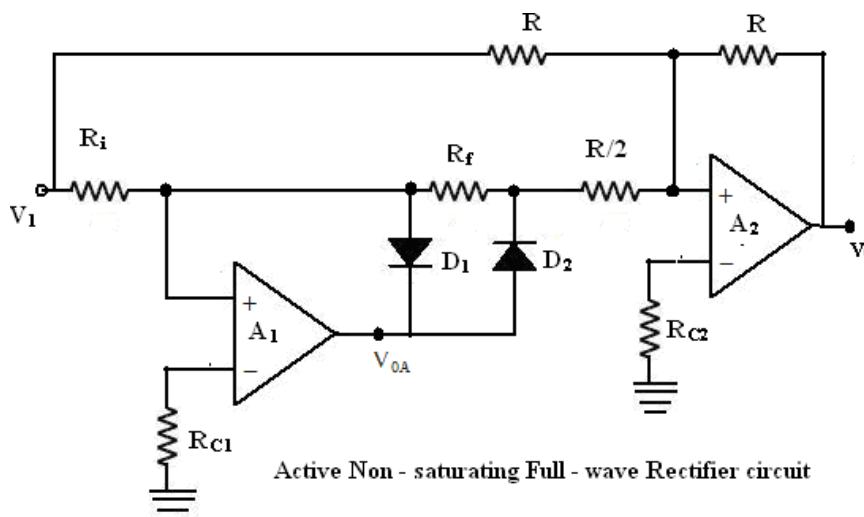 R
R
Ri
Rf
R/2
V1
+
A2
−
V
D1
D2
+
A1
−
V0A
RC2
RC1
Active Non - saturating Full - wave Rectifier circuit